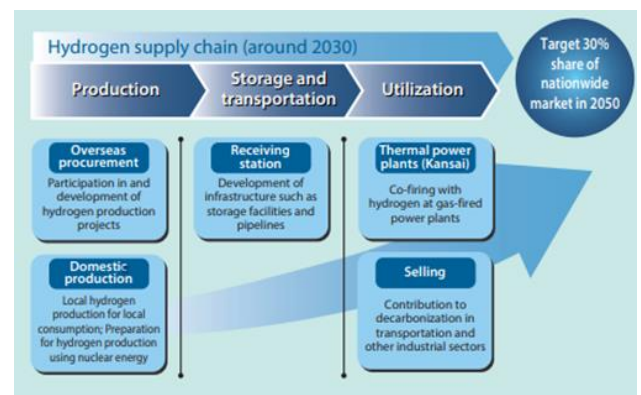 Hydrogen supply chain (around 2030)
Target 30%
share of
nationwide
market in 2050
Production
Storage and
transportation
Utilization
Overseas
procurement
Participation in and
development of
hydrogen production
projects
Domestic
production
Local hydrogen
production for local
consumption; Preparation
for hydrogen production
using nuclear energy
Receiving
station
Development of
infrastructure such as
storage facilities and
pipelines
Thermal power
plants (Kansai)
Co-firing with
hydrogen at gas-fired
power plants
Selling
Contribution to
decarbonization in
transportation and
other industrial sectors